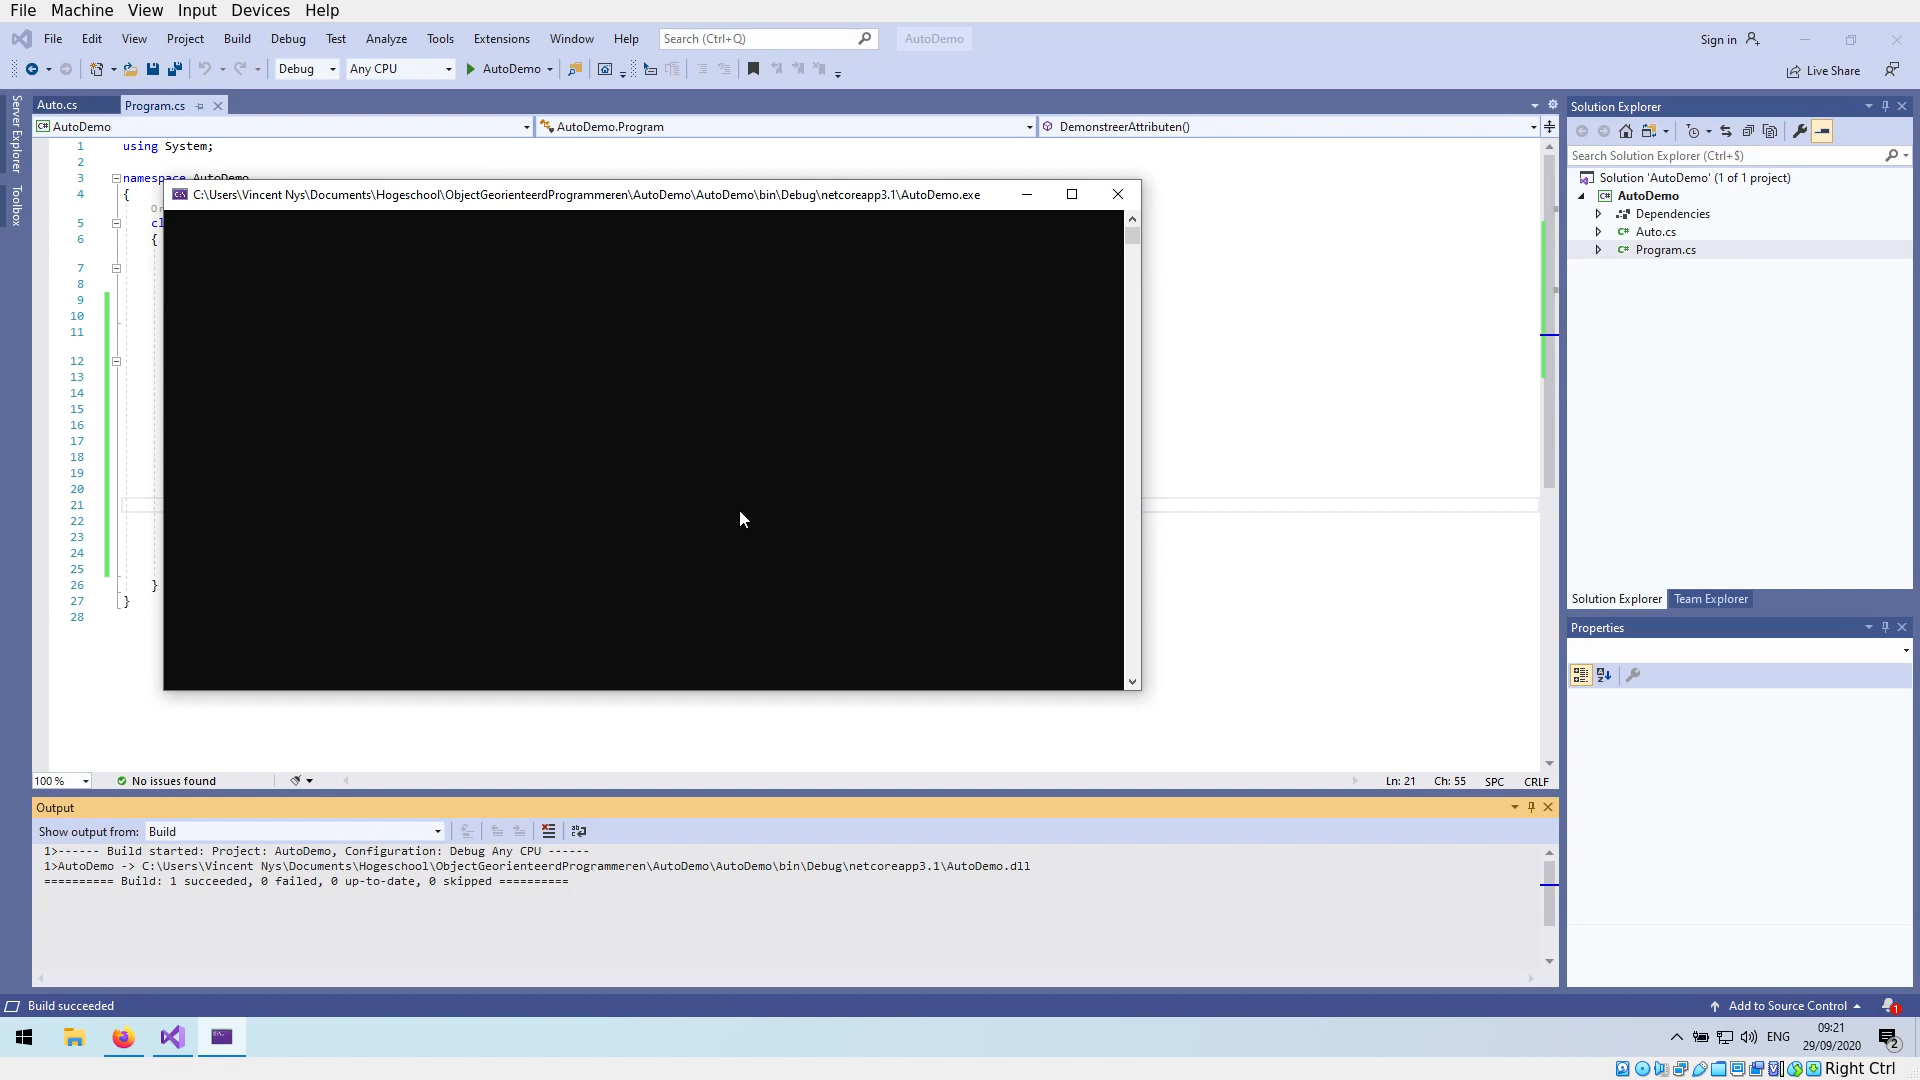 File Machine View Input Devices Help
File Edit View Project Build Debug Test Analyze Tools Extensions Window Help Search (Ctrl+Q) AutoDemo Sign in
Debug Any CPU AutoDemo Live Share
Server Explorer
Toolbox
Auto.cs Program.cs
AutoDemo AutoDemo.Program DemonstreerAttributen()
1 using System;
2
3 namespace AutoDemo
4 {
C:\Users\Vincent Nys\Documents\Hogeschool\ObjectGeorienteerdProgrammeren\AutoDemo\AutoDemo\bin\Debug\netcoreapp3.1\AutoDemo.exe
5 cl
6 {
7
8
9
10
11
12
13
14
15
16
17
18
19
20
21
22
23
24
25
26 }
27 }
28
100 % No issues found Ln: 21 Ch: 55 SPC CRLF
Output
Show output from: Build
1>------ Build started: Project: AutoDemo, Configuration: Debug Any CPU ------
1>AutoDemo -> C:\Users\Vincent Nys\Documents\Hogeschool\ObjectGeorienteerdProgrammeren\AutoDemo\AutoDemo\bin\Debug\netcoreapp3.1\AutoDemo.dll
========== Build: 1 succeeded, 0 failed, 0 up-to-date, 0 skipped ==========
Solution Explorer
Search Solution Explorer (Ctrl+$)
Solution 'AutoDemo' (1 of 1 project)
C# AutoDemo
Dependencies
C# Auto.cs
C# Program.cs
Solution Explorer Team Explorer
Properties
Build succeeded Add to Source Control 1
ENG 09:21
29/09/2020 2
Right Ctrl